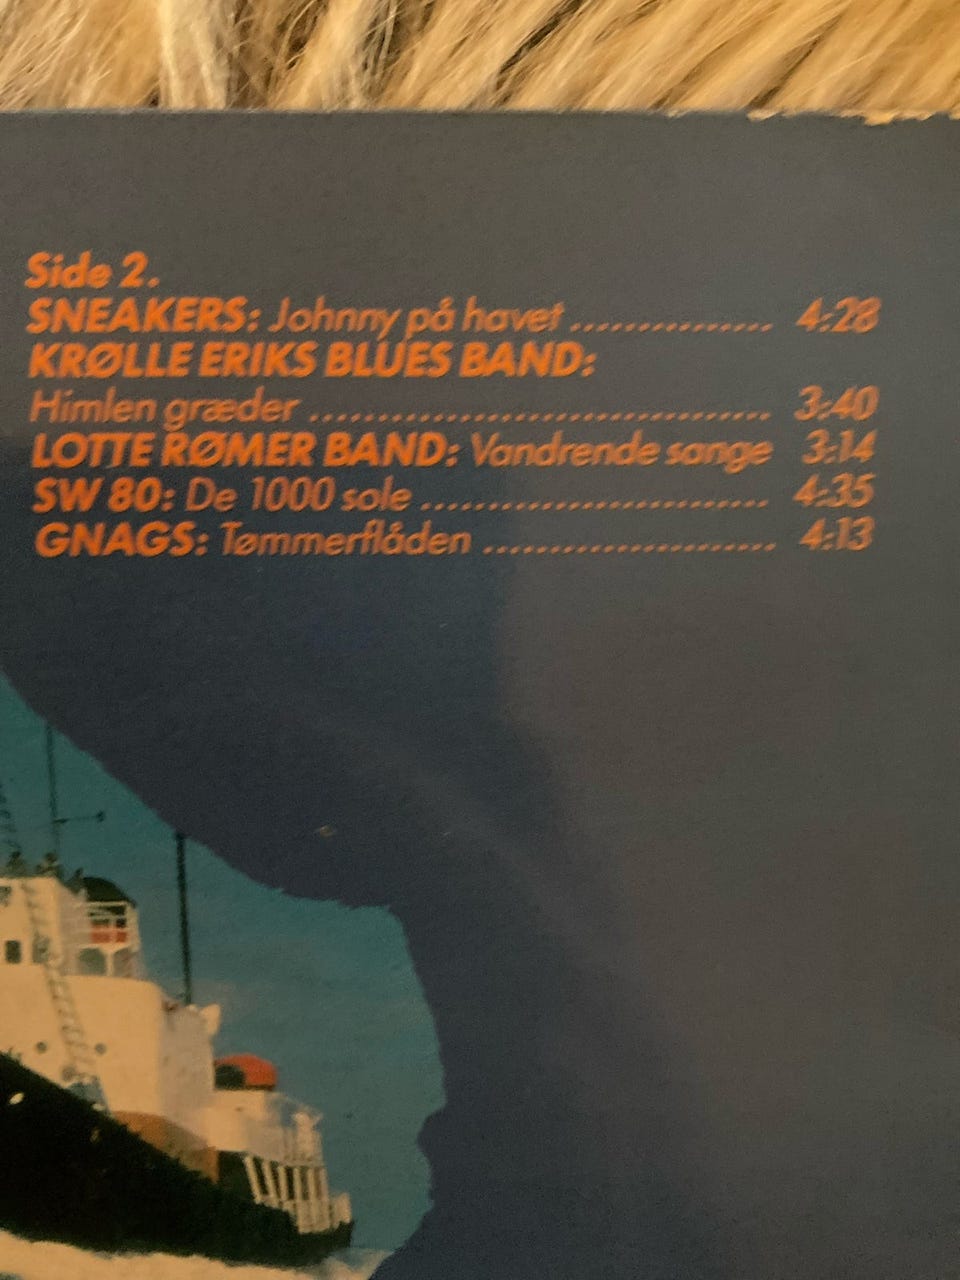 Side 2.
SNEAKERS: Johnny på havet ............... 4:28
KRØLLE ERIKS BLUES BAND:
Himlen græder .................................. 3:40
LOTTE RØMER BAND: Vandrende sange 3:14
SW 80: De 1000 sole .......................... 4:35
GNAGS: Tømmerflåden ...................... 4:13